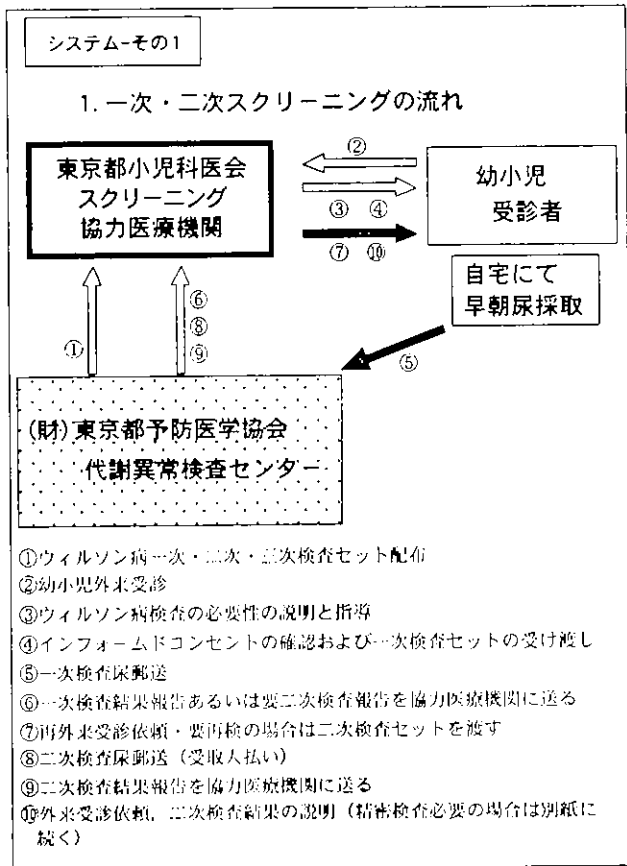 システム-その1
1. 一次・二次スクリーニングの流れ
東京都小児科医会
スクリーニング
協力医療機関
②
③ ④
⑦ ⑩
幼小児
受診者
自宅にて
早朝尿採取
①
⑥
⑧
⑨
⑤
(財)東京都予防医学協会
代謝異常検査センター
①ウィルソン病一次・二次・三次検査セット配布
②幼小児外来受診
③ウィルソン病検査の必要性の説明と指導
④インフォームドコンセントの確認および一次検査セットの受け渡し
⑤一次検査尿郵送
⑥一次検査結果報告あるいは要二次検査報告を協力医療機関に送る
⑦再外来受診依頼・要再検の場合は二次検査セットを渡す
⑧二次検査尿郵送（受取人払い）
⑨二次検査結果報告を協力医療機関に送る
⑩外来受診依頼，二次検査結果の説明（精密検査必要の場合は別紙に
続く）